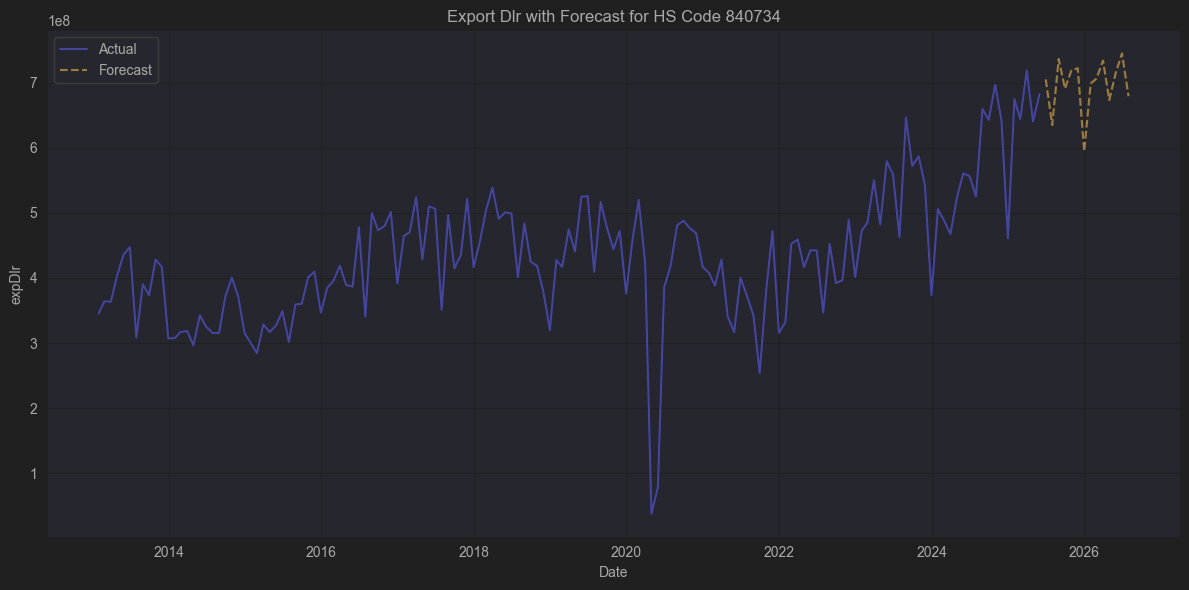 Export Dlr with Forecast for HS Code 840734
1e8
Actual
Forecast
7
6
5
4
3
2
1
expDlr
2014 2016 2018 2020 2022 2024 2026
Date